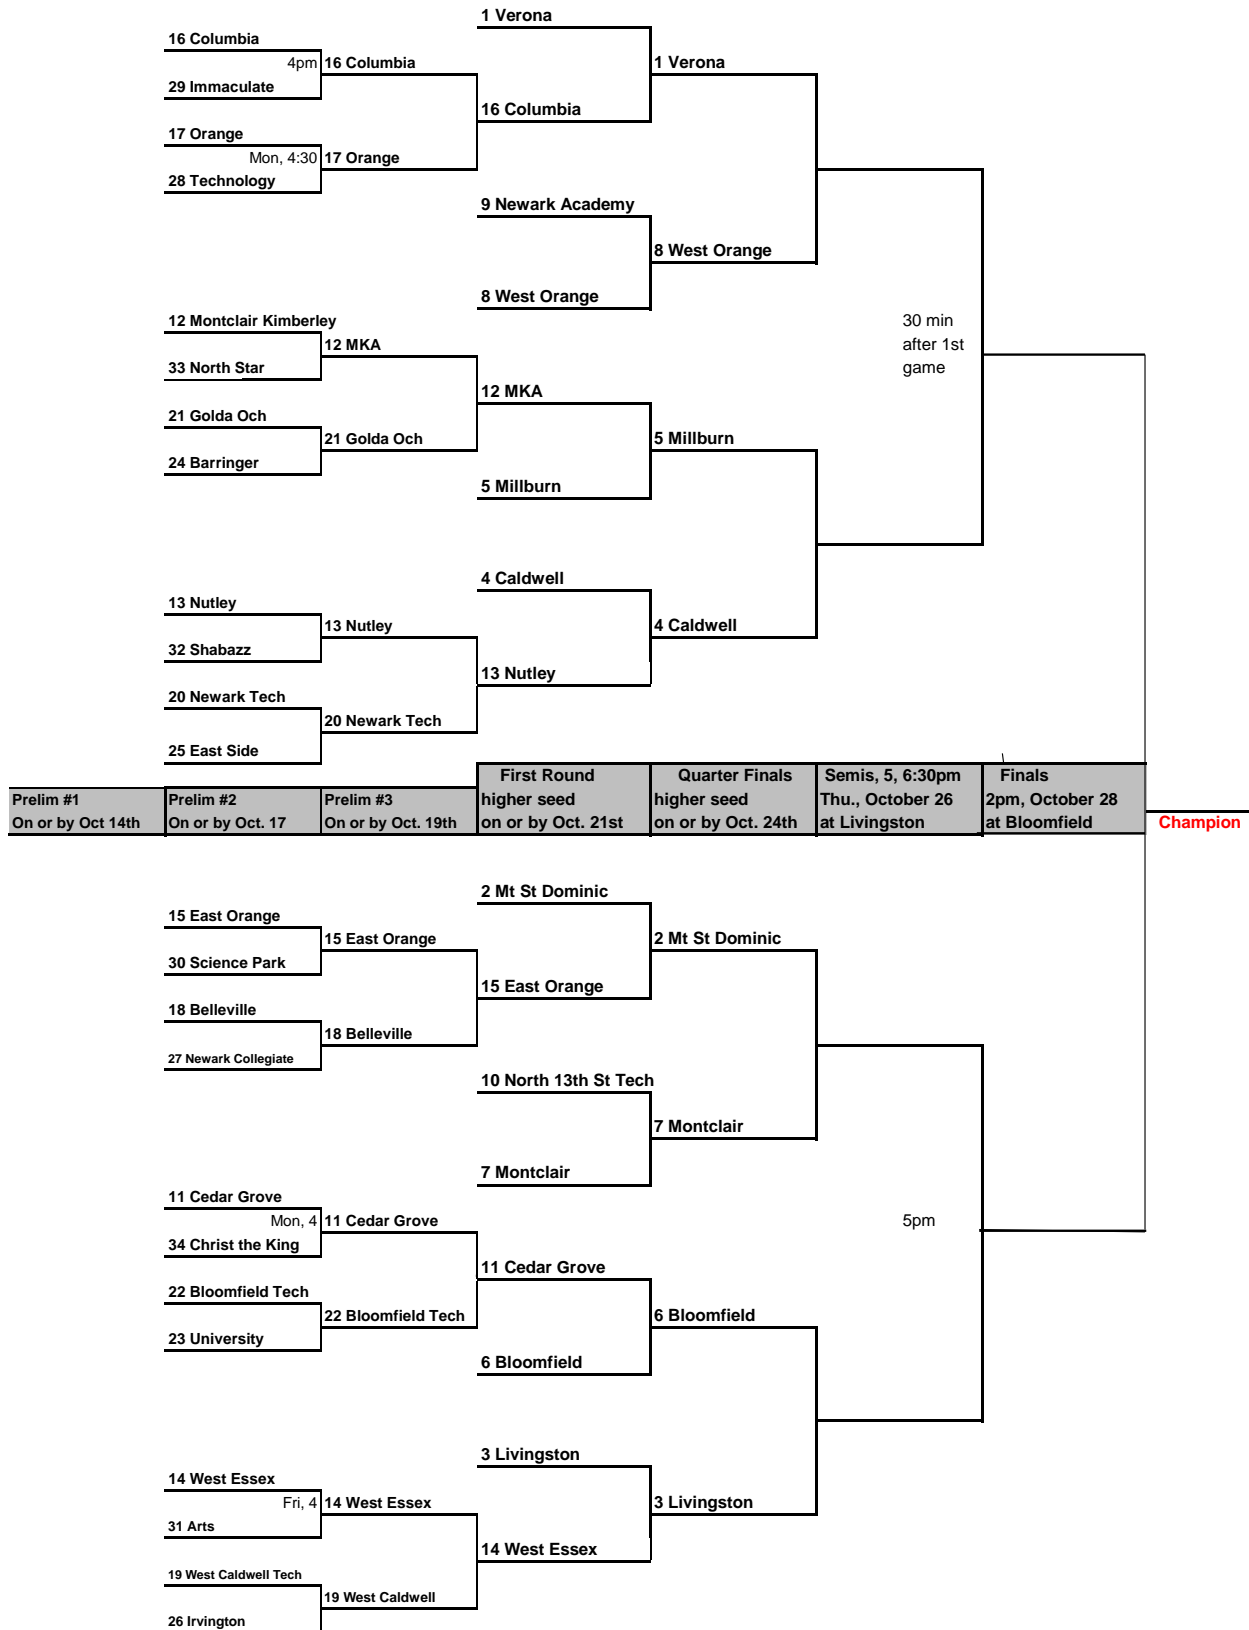 1 Verona
16 Columbia
4pm 16 Columbia
1 Verona
29 Immaculate
16 Columbia
17 Orange
Mon, 4:30 17 Orange
28 Technology
9 Newark Academy
8 West Orange
8 West Orange
12 Montclair Kimberley
30 min
after 1st
game
12 MKA
33 North Star
12 MKA
21 Golda Och
21 Golda Och
5 Millburn
24 Barringer
5 Millburn
4 Caldwell
13 Nutley
13 Nutley
4 Caldwell
32 Shabazz
13 Nutley
20 Newark Tech
20 Newark Tech
25 East Side
Prelim #1
On or by Oct 14th
Prelim #2
On or by Oct. 17
Prelim #3
On or by Oct. 19th
First Round
higher seed
on or by Oct. 21st
Quarter Finals
higher seed
on or by Oct. 24th
Semis, 5, 6:30pm
Thu., October 26
at Livingston
Finals
2pm, October 28
at Bloomfield
Champion
2 Mt St Dominic
15 East Orange
15 East Orange
2 Mt St Dominic
30 Science Park
15 East Orange
18 Belleville
18 Belleville
27 Newark Collegiate
10 North 13th St Tech
7 Montclair
7 Montclair
11 Cedar Grove
Mon, 4 11 Cedar Grove
5pm
34 Christ the King
11 Cedar Grove
22 Bloomfield Tech
22 Bloomfield Tech
6 Bloomfield
23 University
6 Bloomfield
3 Livingston
14 West Essex
Fri, 4 14 West Essex
3 Livingston
31 Arts
14 West Essex
19 West Caldwell Tech
19 West Caldwell
26 Irvington